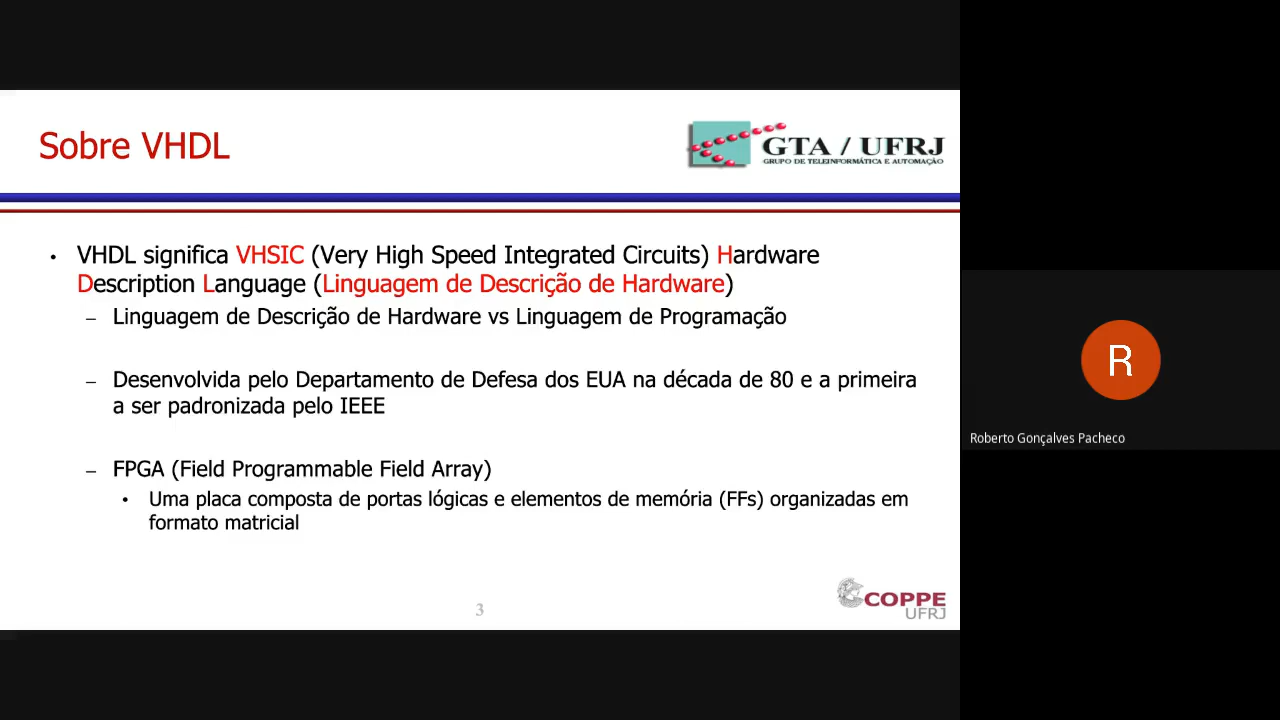 Sobre VHDL
GTA / UFRJ
GRUPO DE TELEINFORMÁTICA E AUTOMAÇÃO
• VHDL significa VHSIC (Very High Speed Integrated Circuits) Hardware
Description Language (Linguagem de Descrição de Hardware)
– Linguagem de Descrição de Hardware vs Linguagem de Programação
– Desenvolvida pelo Departamento de Defesa dos EUA na década de 80 e a primeira
a ser padronizada pelo IEEE
– FPGA (Field Programmable Field Array)
• Uma placa composta de portas lógicas e elementos de memória (FFs) organizadas em
formato matricial
3
COPPE
UFRJ
R
Roberto Gonçalves Pacheco